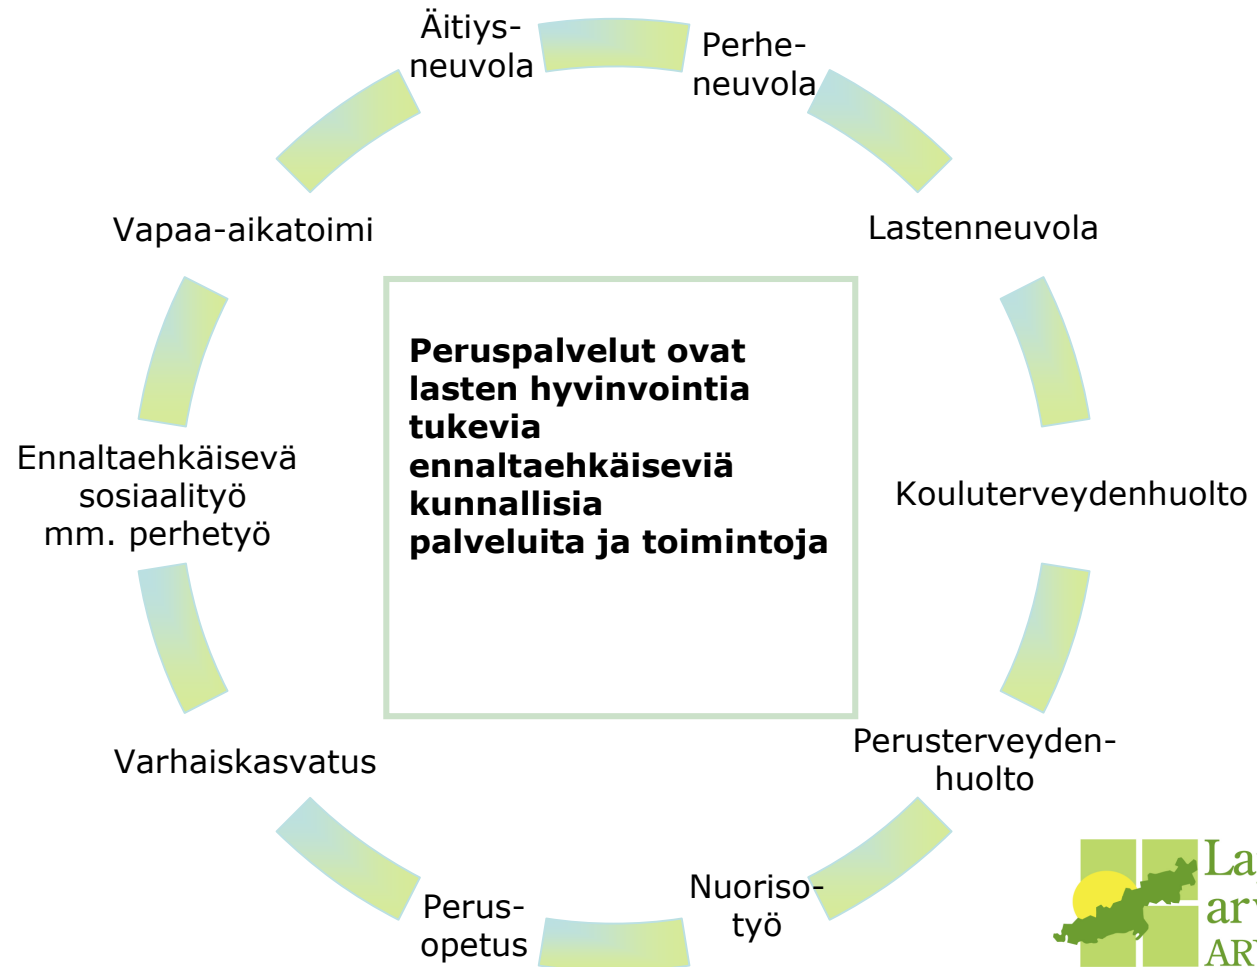 Äitiys-
neuvola
Perhe-
neuvola
Lastenneuvola
Kouluterveydenhuolto
Perusterveyden-
huolto
Nuoriso-
työ
Perus-
opetus
Varhaiskasvatus
Ennaltaehkäisevä
sosiaalityö
mm. perhetyö
Vapaa-aikatoimi
Peruspalvelut ovat
lasten hyvinvointia
tukevia
ennaltaehkäiseviä
kunnallisia
palveluita ja toimintoja